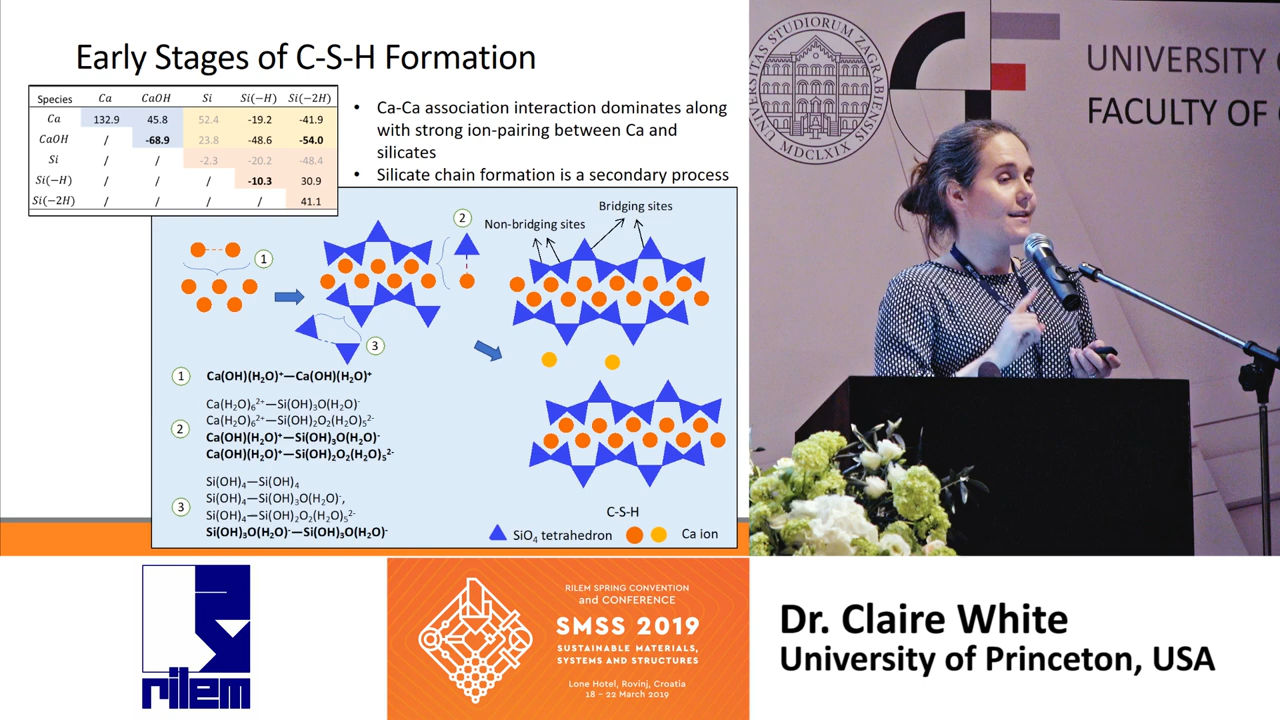 Early Stages of C-S-H Formation
Species Ca CaOH Si Si(−H) Si(−2H)
Ca 132.9 45.8 52.4 -19.2 -41.9
CaOH / -68.9 23.8 -48.6 -54.0
Si / / -2.3 -20.2 -48.4
Si(−H) / / / -10.3 30.9
Si(−2H) / / / / 41.1
• Ca-Ca association interaction dominates along
with strong ion-pairing between Ca and
silicates
• Silicate chain formation is a secondary process
1
2
3
Non-bridging sites
Bridging sites
1 Ca(OH)(H₂O)⁺—Ca(OH)(H₂O)⁺
Ca(H₂O)₆²⁺—Si(OH)₃O(H₂O)⁻
Ca(H₂O)₆²⁺—Si(OH)₂O₂(H₂O)₅²⁻
2
Ca(OH)(H₂O)⁺—Si(OH)₃O(H₂O)⁻
Ca(OH)(H₂O)⁺—Si(OH)₂O₂(H₂O)₅²⁻
Si(OH)₄—Si(OH)₄
Si(OH)₄—Si(OH)₃O(H₂O)⁻,
3
Si(OH)₄—Si(OH)₂O₂(H₂O)₅²⁻
Si(OH)₃O(H₂O)⁻—Si(OH)₃O(H₂O)⁻
C-S-H
SiO₄ tetrahedron
Ca ion
UNIVERSITAS STUDIORUM ZAGRABIENSIS
MDCLXIX
UNIVERSITY
FACULTY OF
rilem
RILEM SPRING CONVENTION
and CONFERENCE
SMSS 2019
SUSTAINABLE MATERIALS,
SYSTEMS AND STRUCTURES
Lone Hotel, Rovinj, Croatia
18 – 22 March 2019
Dr. Claire White
University of Princeton, USA